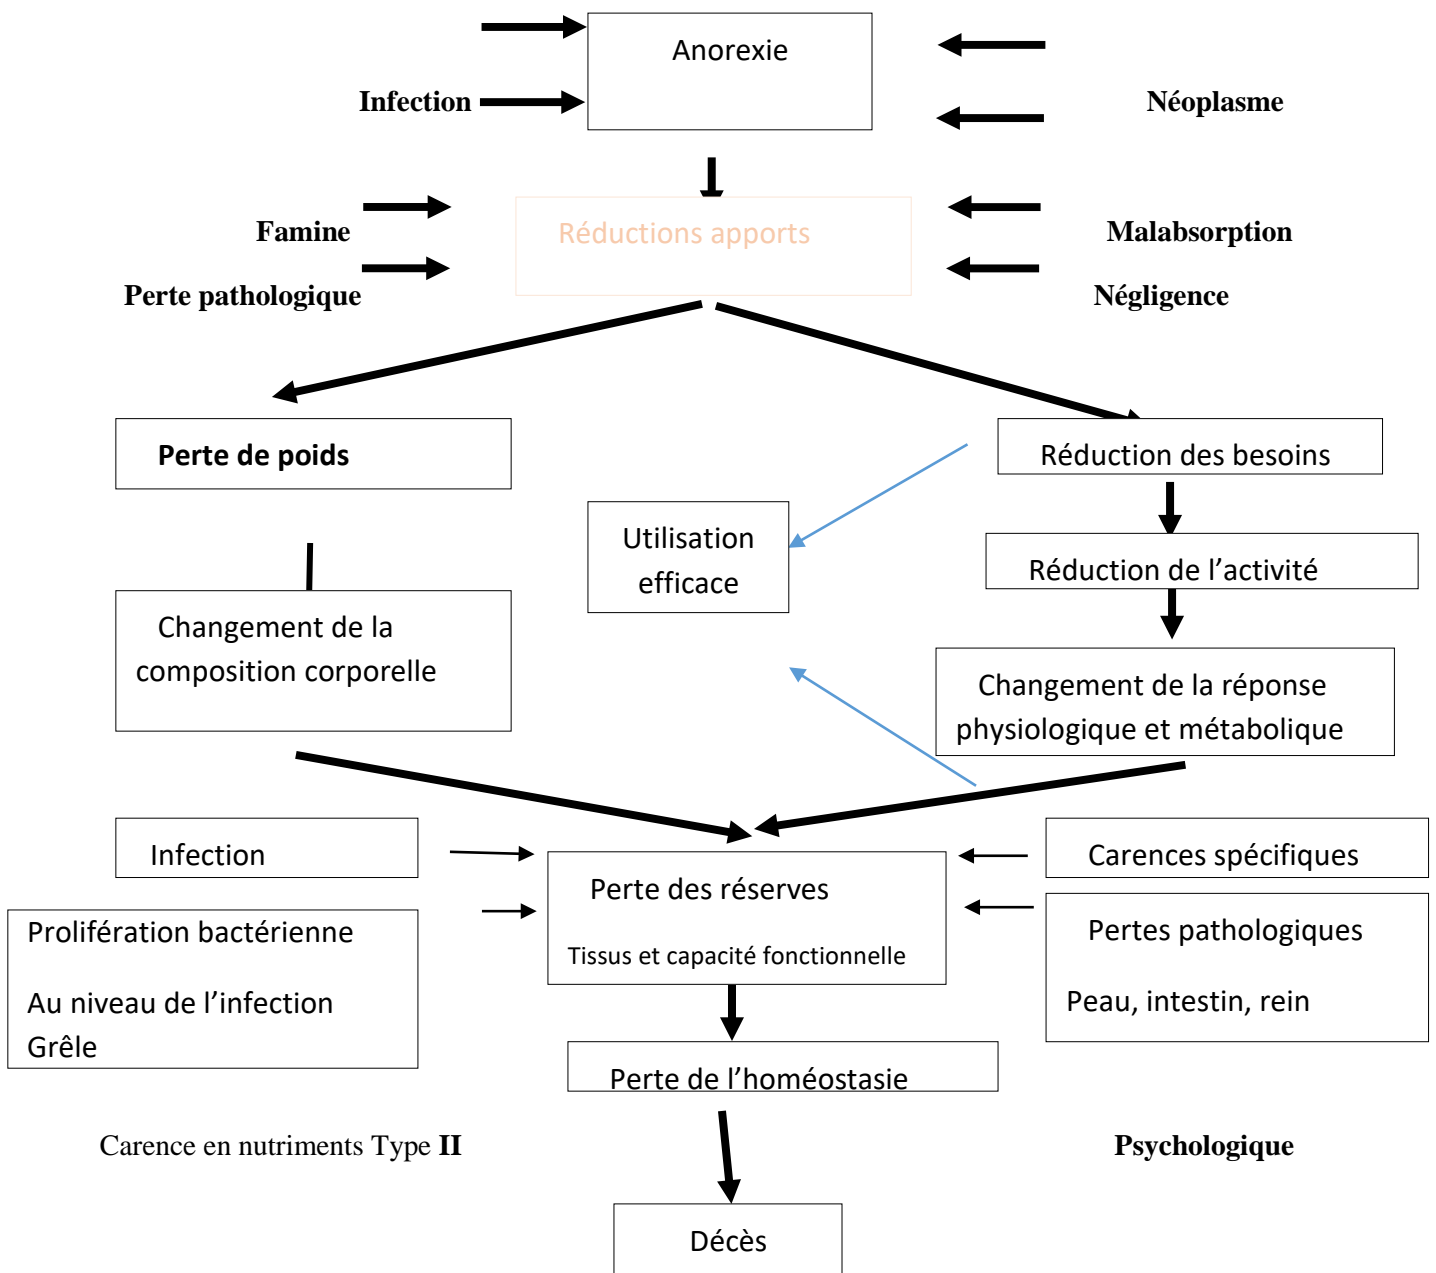 Anorexie
Infection
Néoplasme
Famine
Réductions apports
Malabsorption
Perte pathologique
Négligence
Perte de poids
Réduction des besoins
Utilisation
efficace
Réduction de l’activité
Changement de la
composition corporelle
Changement de la réponse
physiologique et métabolique
Infection
Carences spécifiques
Perte des réserves
Tissus et capacité fonctionnelle
Prolifération bactérienne
Au niveau de l’infection
Grêle
Pertes pathologiques
Peau, intestin, rein
Perte de l’homéostasie
Carence en nutriments Type II
Psychologique
Décès